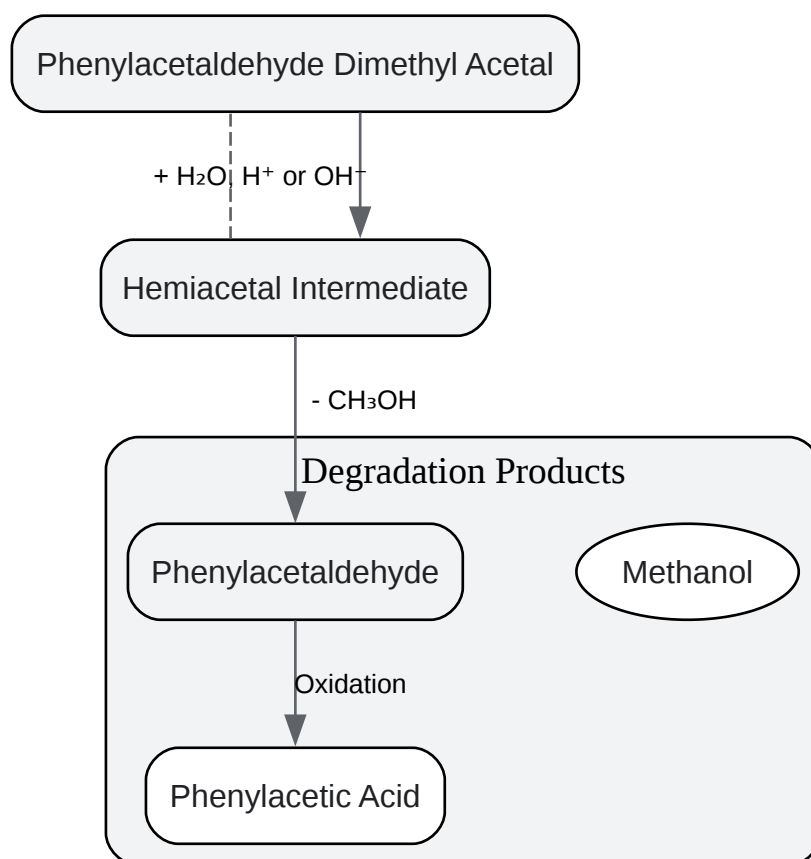 Phenylacetaldehyde Dimethyl Acetal
+ H₂O, H⁺ or OH⁻
Hemiacetal Intermediate
- CH₃OH
Degradation Products
Phenylacetaldehyde
Methanol
Oxidation
Phenylacetic Acid